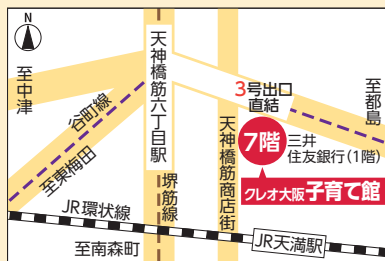 N
至中津
天神橋筋六丁目駅
3号出口
直結
至都島
谷町線
至東梅田
7階
三井
住友銀行(1階)
天神橋筋商店街
クレオ大阪子育て館
堺筋線
JR環状線
至南森町
JR天満駅